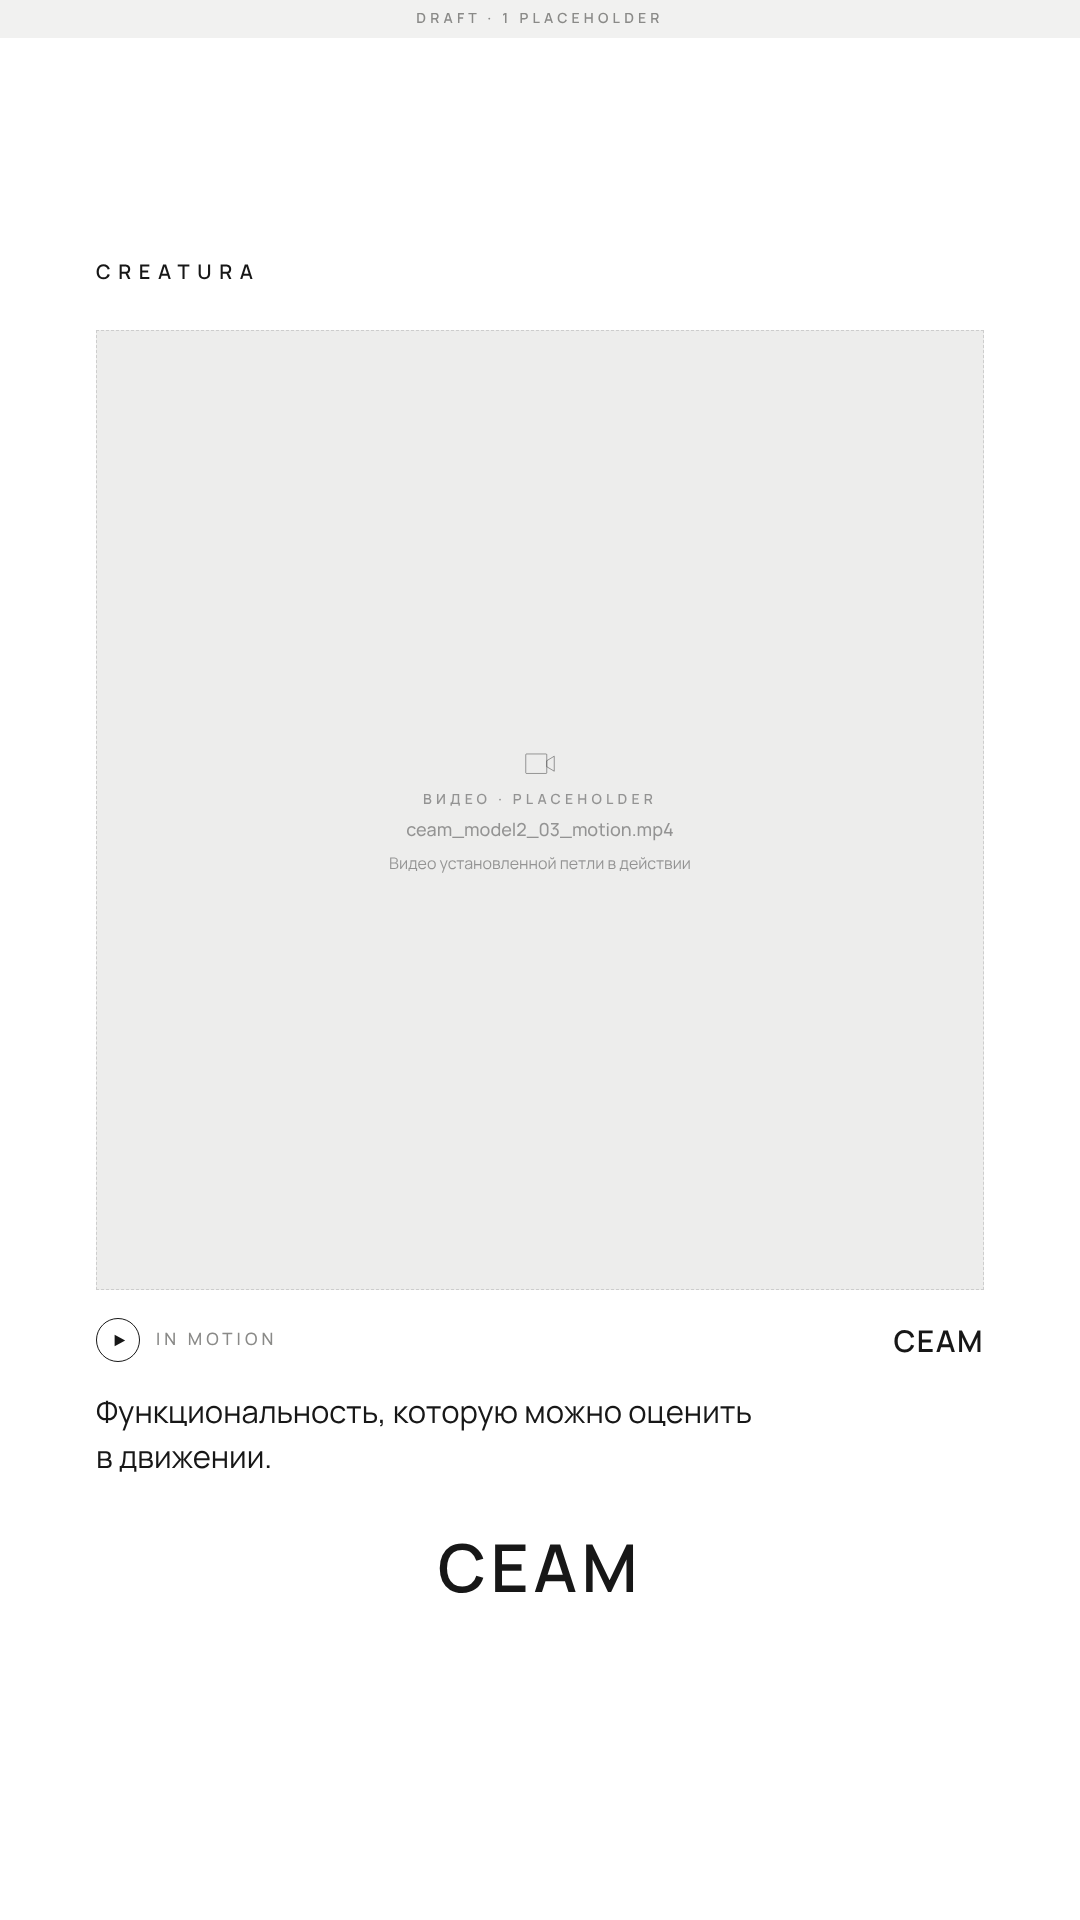 DRAFT · 1 PLACEHOLDER
CREATURA
ВИДЕО · PLACEHOLDER
ceam_model2_03_motion.mp4
Видео установленной петли в действии
IN MOTION
CEAM
Функциональность, которую можно оценить
в движении.
CEAM